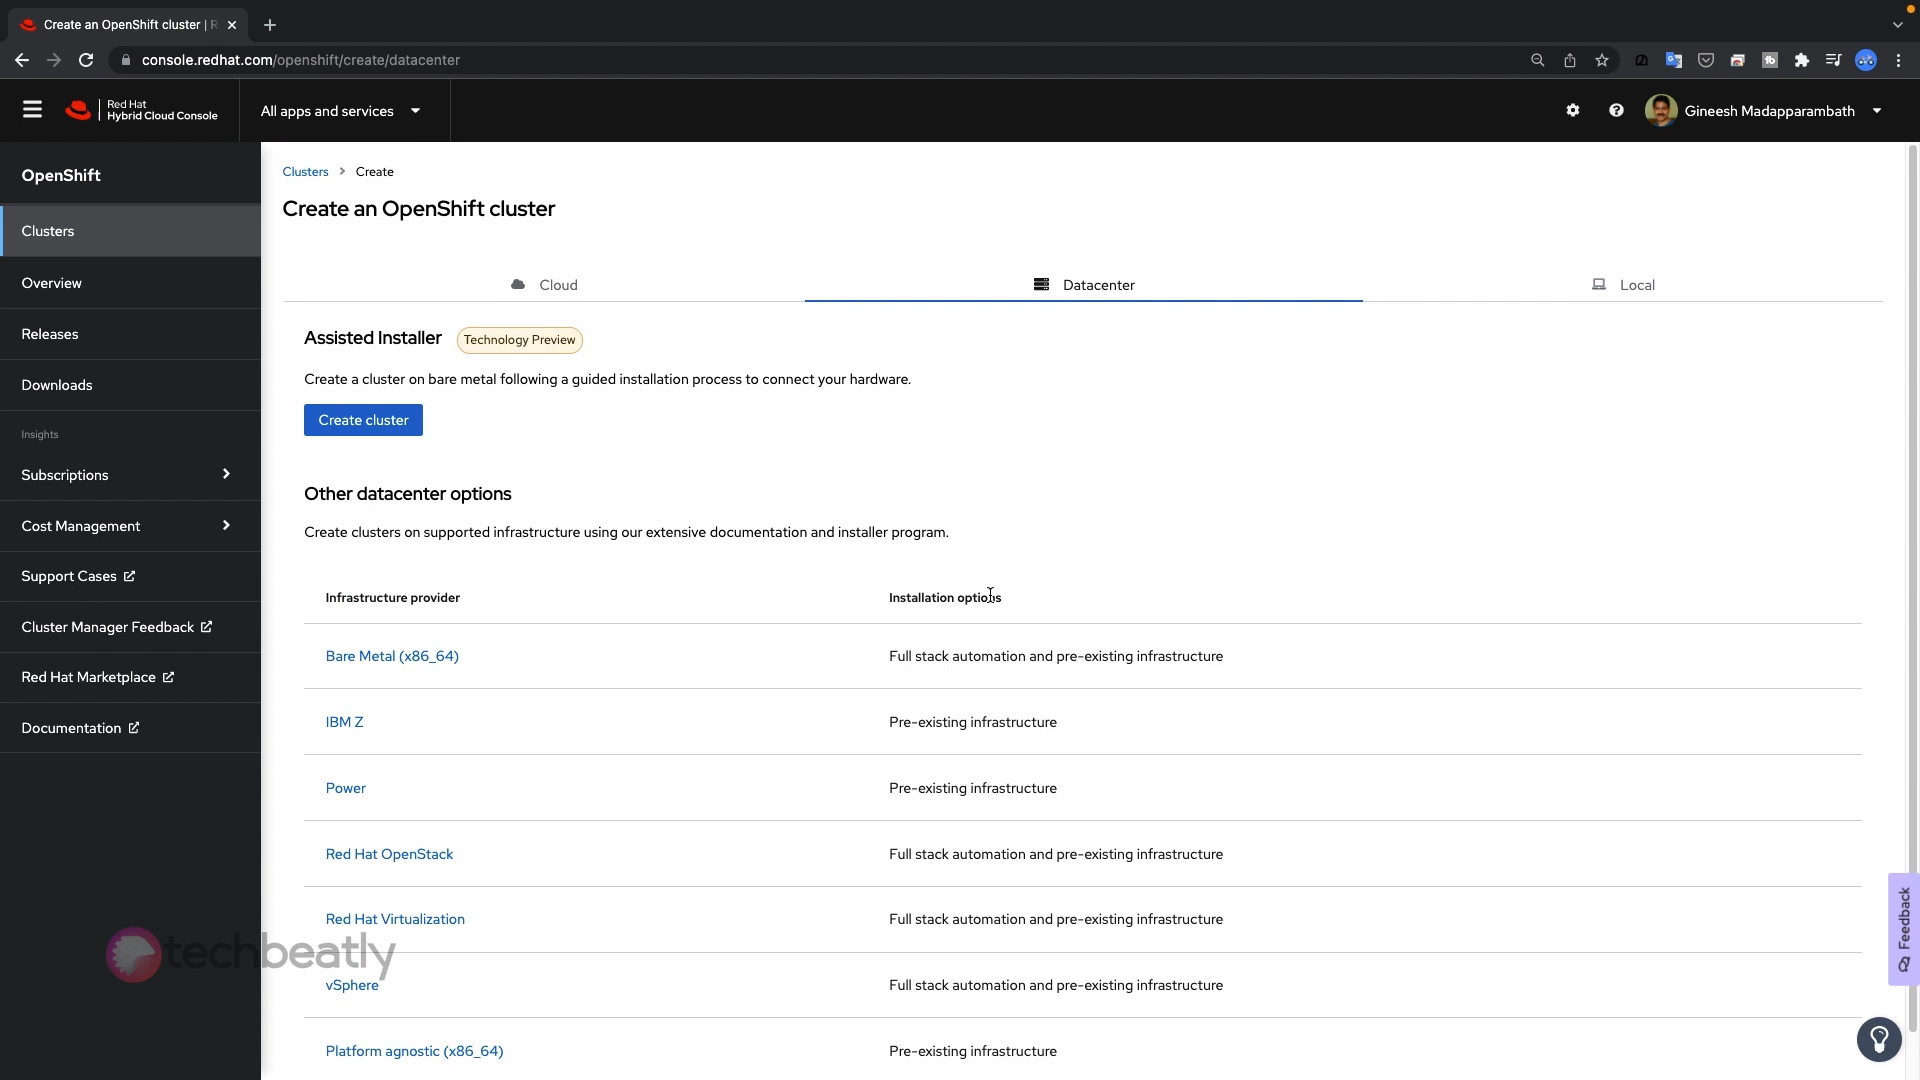 Create an OpenShift cluster | R
console.redhat.com/openshift/create/datacenter
Red Hat
Hybrid Cloud Console
All apps and services
Gineesh Madapparambath
OpenShift
Clusters
Overview
Releases
Downloads
Insights
Subscriptions
Cost Management
Support Cases
Cluster Manager Feedback
Red Hat Marketplace
Documentation
Clusters > Create
Create an OpenShift cluster
Cloud
Datacenter
Local
Assisted Installer Technology Preview
Create a cluster on bare metal following a guided installation process to connect your hardware.
Create cluster
Other datacenter options
Create clusters on supported infrastructure using our extensive documentation and installer program.
Infrastructure provider Installation options
Bare Metal (x86_64) Full stack automation and pre-existing infrastructure
IBM Z Pre-existing infrastructure
Power Pre-existing infrastructure
Red Hat OpenStack Full stack automation and pre-existing infrastructure
Red Hat Virtualization Full stack automation and pre-existing infrastructure
vSphere Full stack automation and pre-existing infrastructure
Platform agnostic (x86_64) Pre-existing infrastructure
Feedback
techbeatly